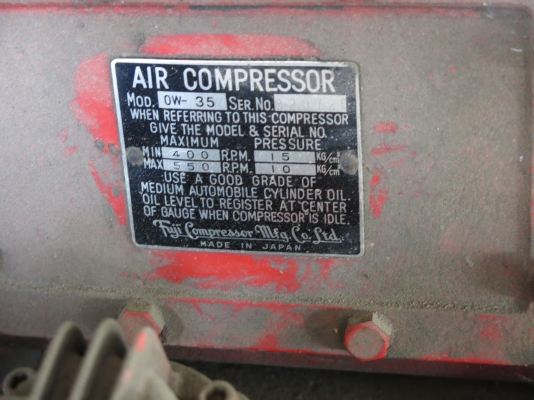 AIR COMPRESSOR
MOD. OW- 35 SER. No.
WHEN REFERRING TO THIS COMPRESSOR
GIVE THE MODEL & SERIAL NO.
MAXIMUM PRESSURE
MIN 400 R.P.M. 15 KG/cm²
MAX 550 R.P.M. 10 KG/cm²
USE A GOOD GRADE OF
MEDIUM AUTOMOBILE CYLINDER OIL.
OIL LEVEL TO REGISTER AT CENTER
OF GAUGE WHEN COMPRESSOR IS IDLE.
Fuji Compressor Mfg. Co. Ltd.
MADE IN JAPAN